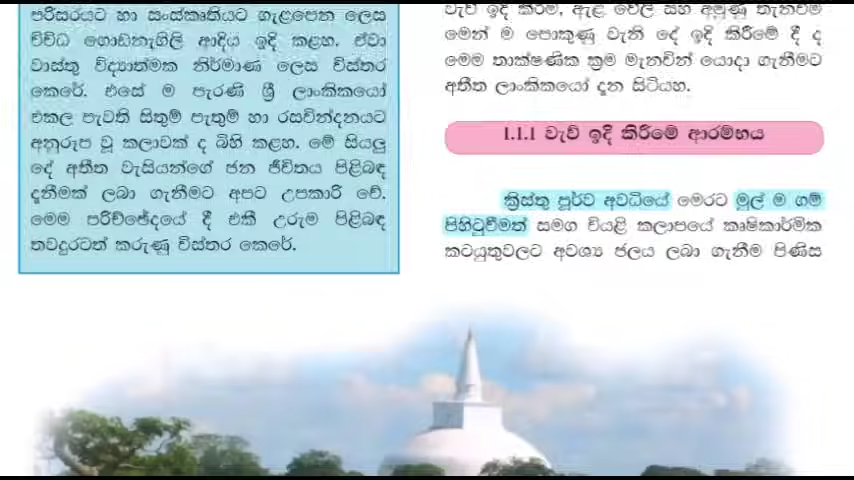 පරිසරයට හා සංස්කෘතියට ගැළපෙන ලෙස
විවිධ ගොඩනැගිලි ආදිය ඉදි කළහ. ඒවා
වාස්තු විද්‍යාත්මක නිර්මාණ ලෙස විස්තර
කෙරේ. එසේ ම පැරණි ශ්‍රී ලාංකිකයෝ
එකල පැවති සිතුම් පැතුම් හා රසවින්දනයට
අනුරූප වූ කලාවක් ද බිහි කළහ. මේ සියලු
දේ අතීත වැසියන්ගේ ජන ජීවිතය පිළිබඳ
දැනීමක් ලබා ගැනීමට අපට උපකාරි වේ.
මෙම පරිච්ඡේදයේ දී එකී උරුම පිළිබඳ
තවදුරටත් කරුණු විස්තර කෙරේ.
වැව් ඉදි කිරීම, ඇළ වේලි සහ අමුණු තැනවීම
මෙන් ම පොකුණු වැනි දේ ඉදි කිරීමේ දී ද
මෙම තාක්ෂණික ක්‍රම මැනවින් යොදා ගැනීමට
අතීත ලාංකිකයෝ දැන සිටියහ.
1.1.1 වැව් ඉදි කිරීමේ ආරම්භය
ක්‍රිස්තු පූර්ව අවධියේ මෙරට මුල් ම ගම්
පිහිටුවීමත් සමග වියළි කලාපයේ කෘෂිකාර්මික
කටයුතුවලට අවශ්‍ය ජලය ලබා ගැනීම පිණිස